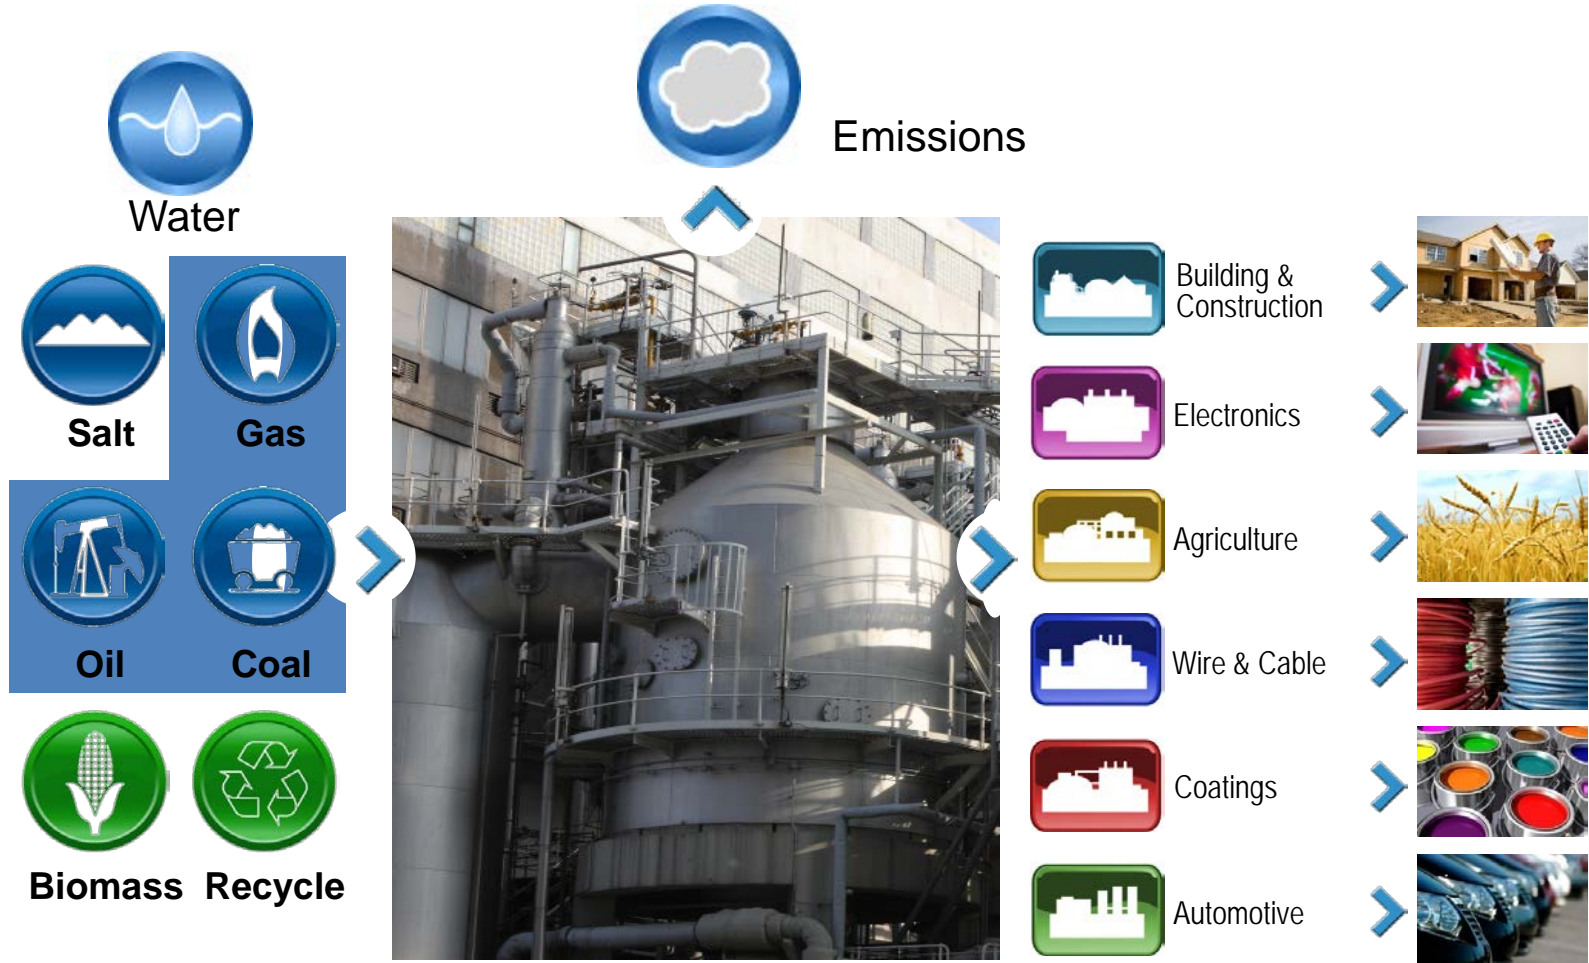 Emissions
Water
Salt
Gas
Oil
Coal
Biomass
Recycle
Building &
Construction
Electronics
Agriculture
Wire & Cable
Coatings
Automotive